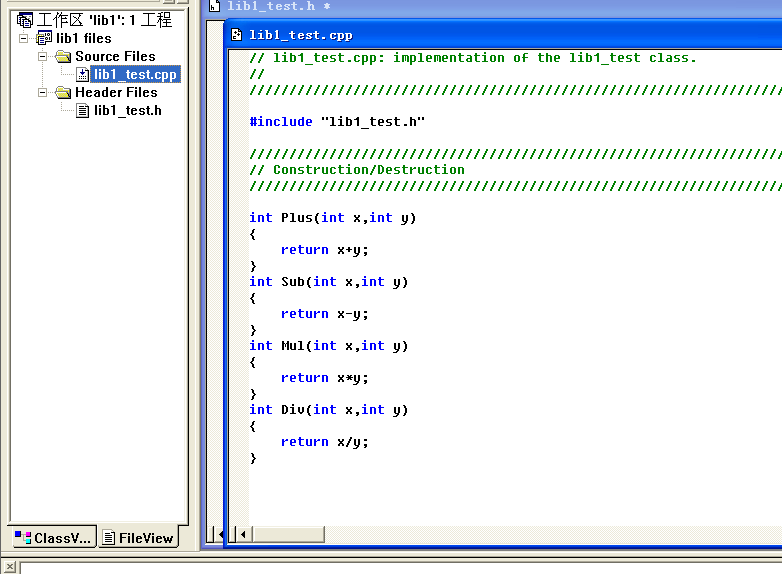 lib1_test.h *
工作区 'lib1': 1 工程
lib1 files
Source Files
lib1_test.cpp
Header Files
lib1_test.h
ClassV...
FileView
lib1_test.cpp
// lib1_test.cpp: implementation of the lib1_test class.
//
//////////////////////////////////////////////////////////////////////
#include "lib1_test.h"
//////////////////////////////////////////////////////////////////////
// Construction/Destruction
//////////////////////////////////////////////////////////////////////
int Plus(int x,int y)
{
    return x+y;
}
int Sub(int x,int y)
{
    return x-y;
}
int Mul(int x,int y)
{
    return x*y;
}
int Div(int x,int y)
{
    return x/y;
}